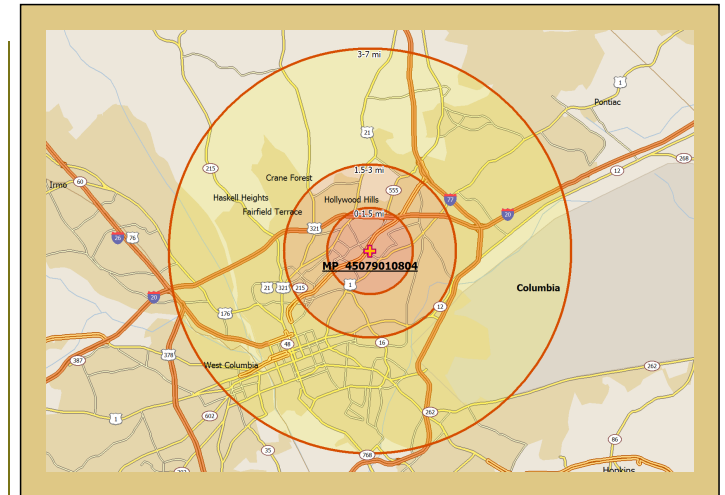 3-7 mi
1
Pontiac
21
12
268
215
1.5-3 mi
Irmo
60
Crane Forest
555
77
Haskell Heights
Hollywood Hills
Fairfield Terrace
0-1.5 mi
20
321
26
76
MP_45079010804
1
Columbia
21
321
215
20
176
12
48
16
378
387
West Columbia
262
602
262
1
86
35
768
Hopkins